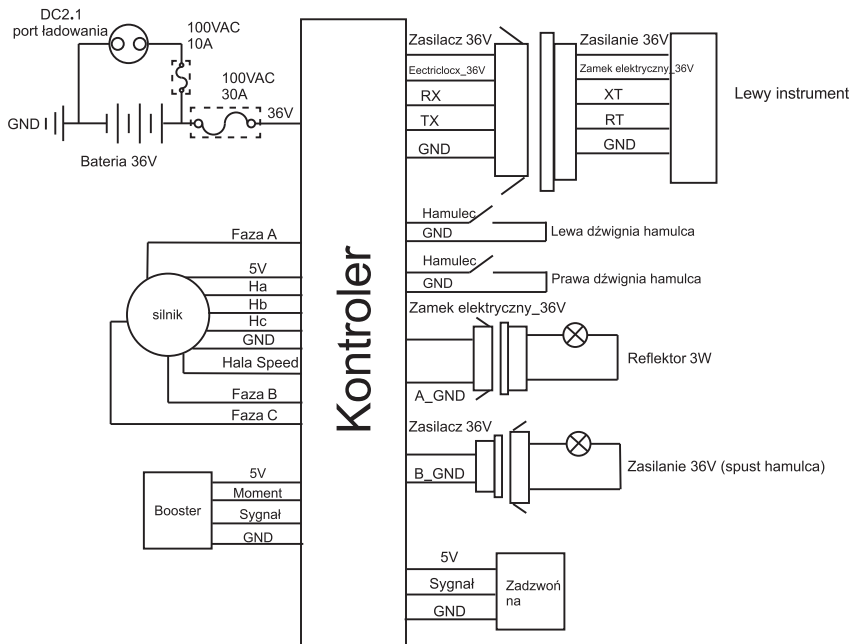 DC2.1
port ładowania
100VAC
10A
100VAC
30A
36V
GND
Bateria 36V
Kontroler
Zasilacz 36V
Eectriclocx_36V
RX
TX
GND
Zasilanie 36V
Zamek elektryczny_36V
XT
RT
GND
Lewy instrument
Hamulec
GND
Lewa dźwignia hamulca
Hamulec
GND
Prawa dźwignia hamulca
Zamek elektryczny_36V
A_GND
Reflektor 3W
Zasilacz 36V
B_GND
Zasilanie 36V (spust hamulca)
Faza A
5V
Ha
Hb
Hc
GND
Hala Speed
Faza B
Faza C
silnik
Booster
5V
Moment
Sygnał
GND
5V
Sygnał
GND
Zadzwoń
na